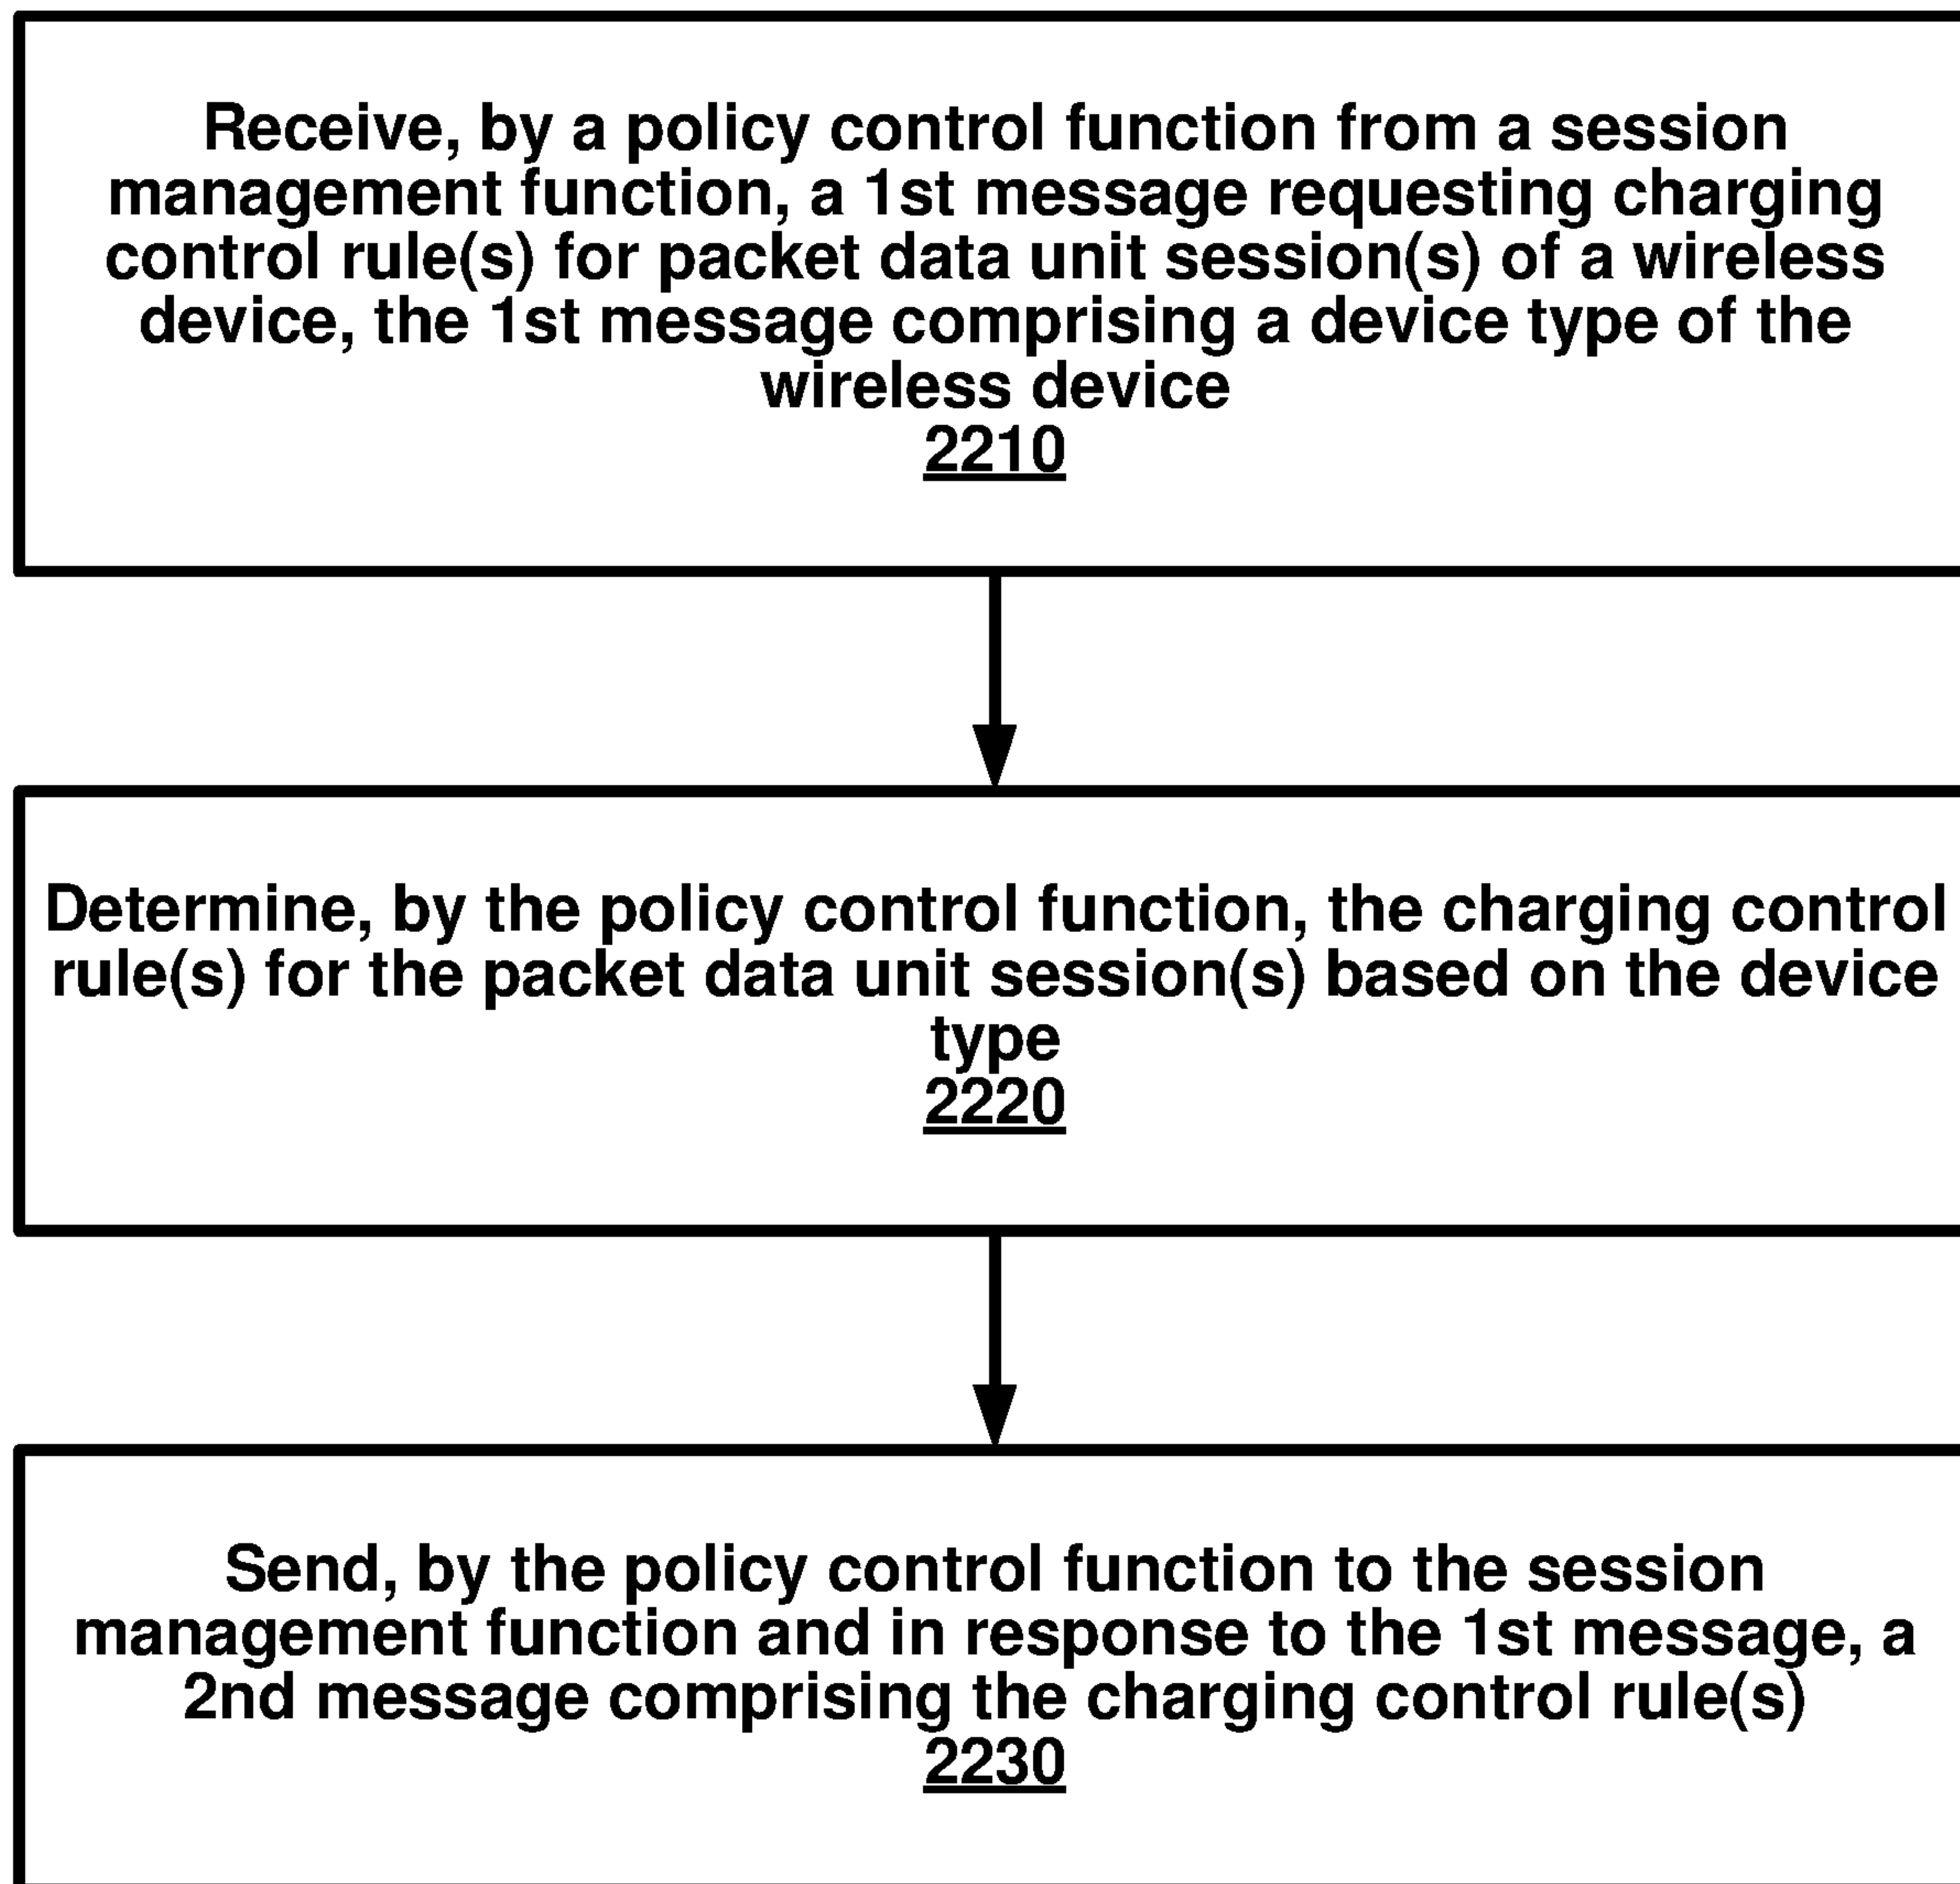 Receive, by a policy control function from a session
management function, a 1st message requesting charging
control rule(s) for packet data unit session(s) of a wireless
device, the 1st message comprising a device type of the
wireless device
2210
Determine, by the policy control function, the charging control
rule(s) for the packet data unit session(s) based on the device
type
2220
Send, by the policy control function to the session
management function and in response to the 1st message, a
2nd message comprising the charging control rule(s)
2230